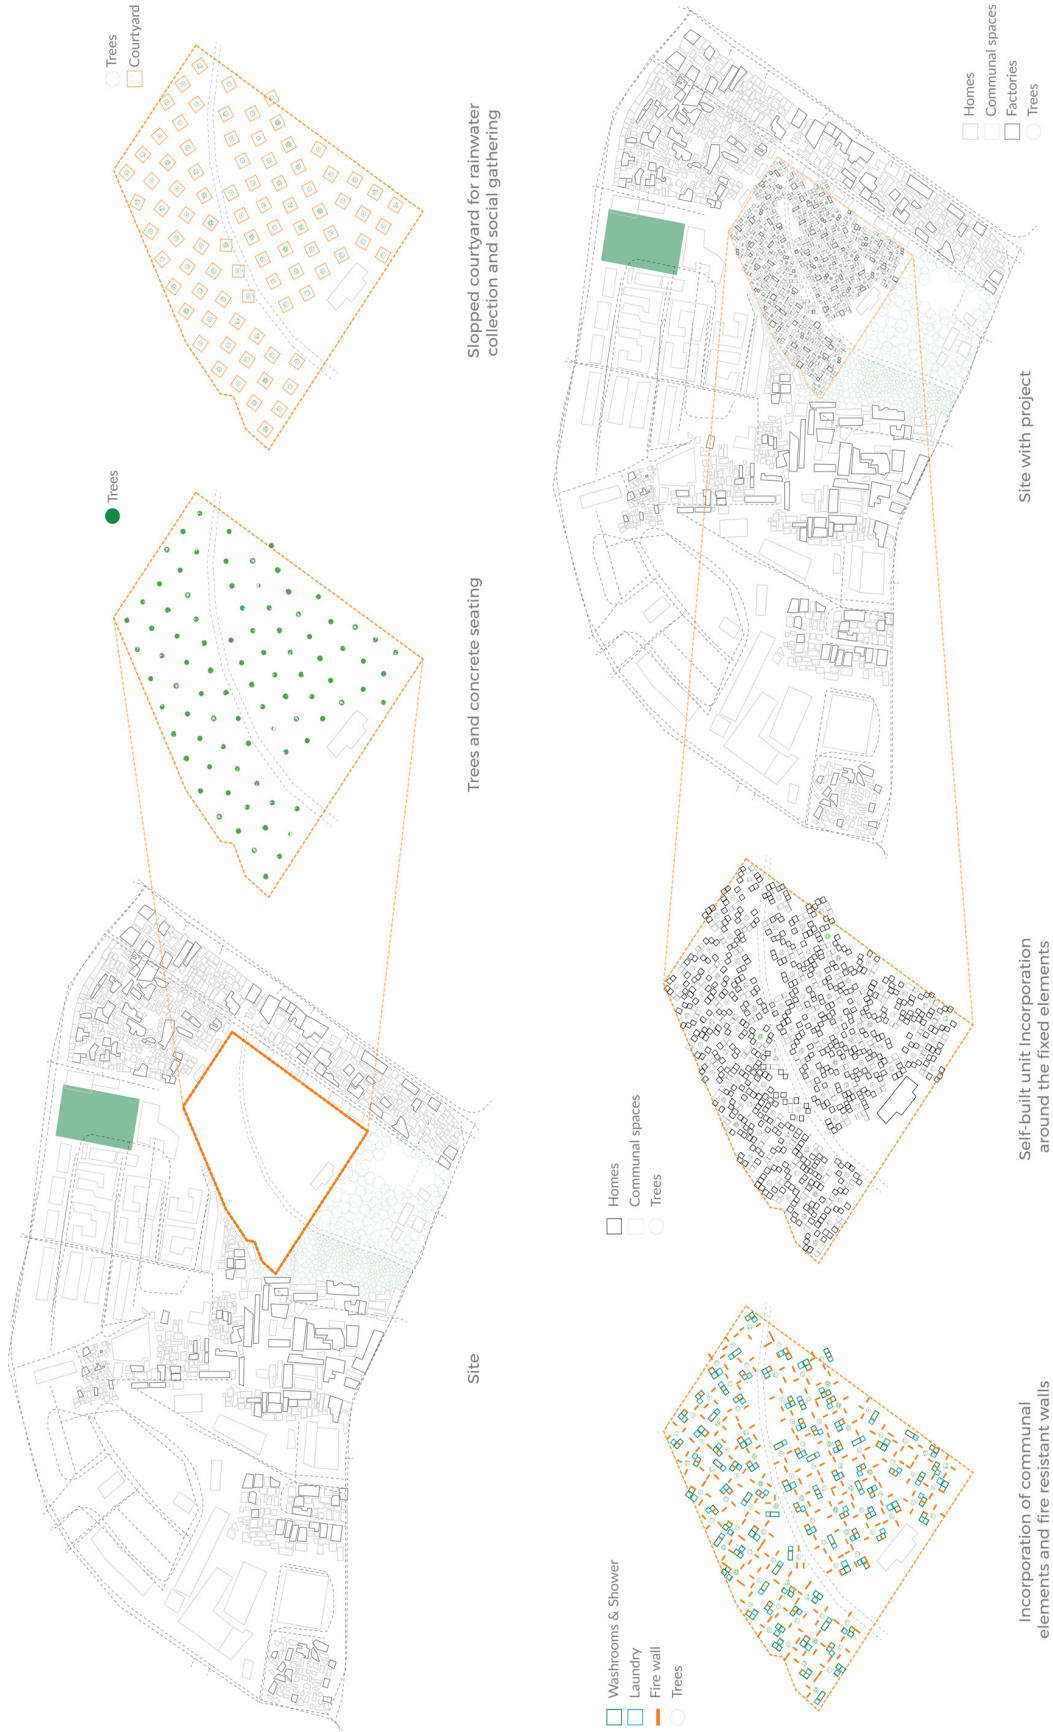 Site
Trees
Trees and concrete seating
Trees
Courtyard
Slopped courtyard for rainwater
collection and social gathering
Washrooms & Shower
Laundry
Fire wall
Trees
Incorporation of communal
elements and fire resistant walls
Homes
Communal spaces
Trees
Self-built unit Incorporation
around the fixed elements
Site with project
Homes
Communal spaces
Factories
Trees